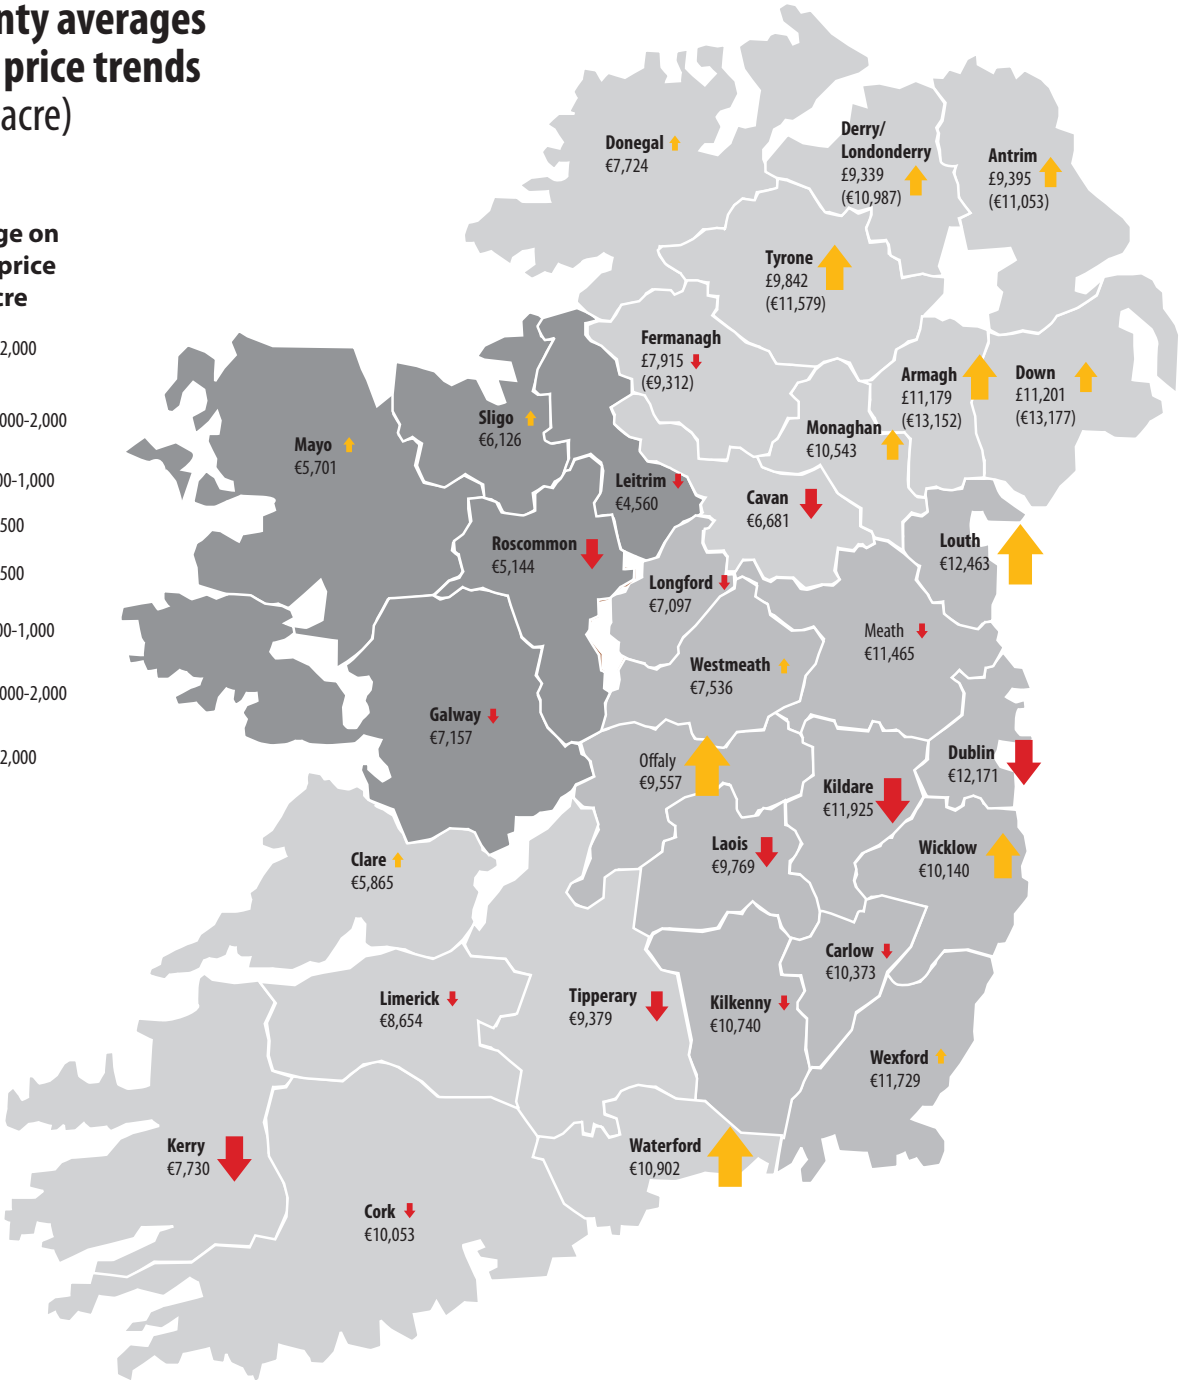 nty averages
price trends
acre)
ge on
price
cre
2,000
000-2,000
00-1,000
500
500
00-1,000
000-2,000
2,000
Donegal
€7,724
Derry/
Londonderry
£9,339
(€10,987)
Antrim
£9,395
(€11,053)
Tyrone
£9,842
(€11,579)
Fermanagh
£7,915
(€9,312)
Armagh
£11,179
(€13,152)
Down
£11,201
(€13,177)
Monaghan
€10,543
Sligo
€6,126
Mayo
€5,701
Leitrim
€4,560
Cavan
€6,681
Roscommon
€5,144
Louth
€12,463
Longford
€7,097
Meath
€11,465
Westmeath
€7,536
Galway
€7,157
Offaly
€9,557
Dublin
€12,171
Kildare
€11,925
Laois
€9,769
Wicklow
€10,140
Clare
€5,865
Carlow
€10,373
Limerick
€8,654
Tipperary
€9,379
Kilkenny
€10,740
Wexford
€11,729
Kerry
€7,730
Waterford
€10,902
Cork
€10,053